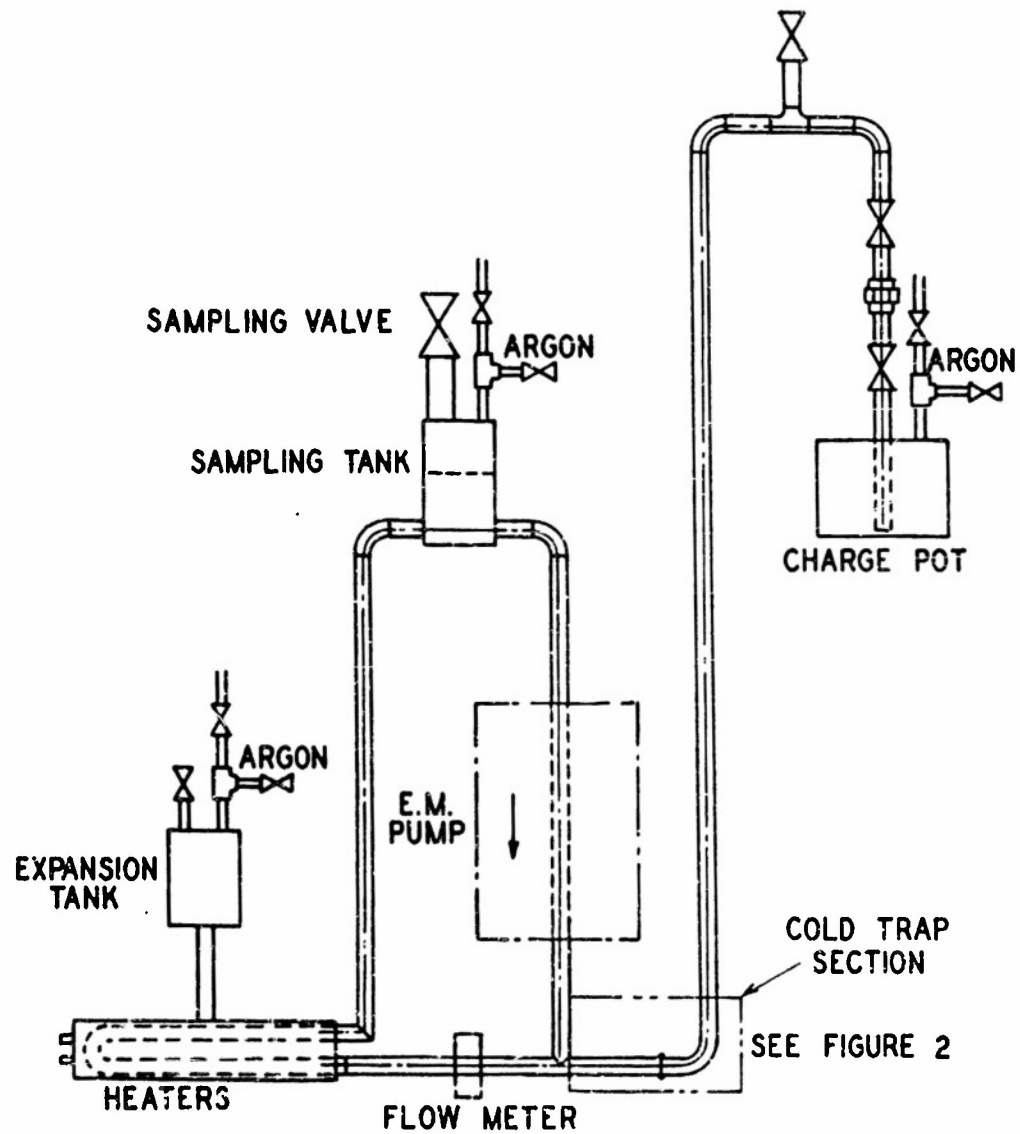 SAMPLING VALVE
ARGON
ARGON
SAMPLING TANK
CHARGE POT
ARGON
E.M.
PUMP
EXPANSION
TANK
COLD TRAP
SECTION
SEE FIGURE 2
HEATERS
FLOW METER